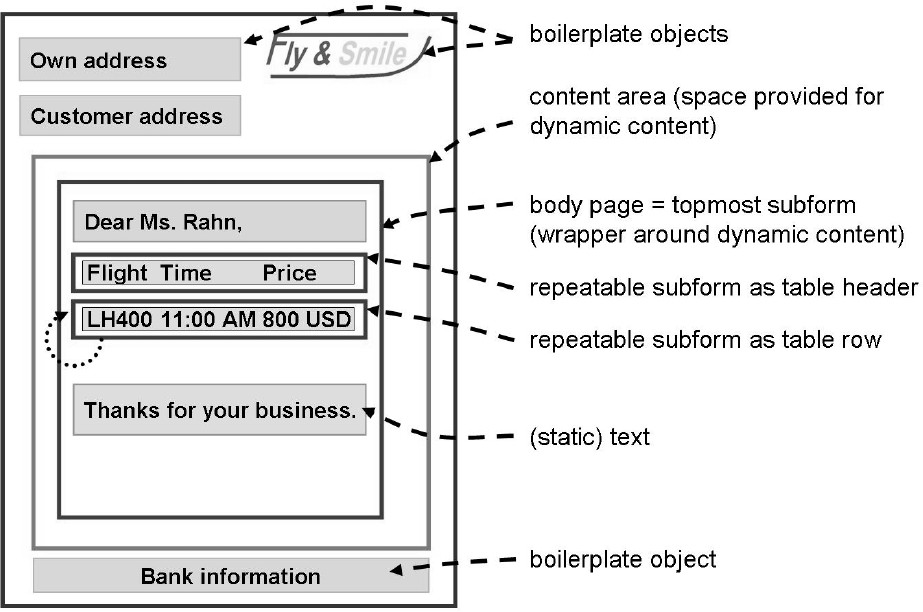 boilerplate objects
Own address
Fly & Smile
content area (space provided for
dynamic content)
Customer address
body page = topmost subform
(wrapper around dynamic content)
Dear Ms. Rahn,
Flight Time Price
repeatable subform as table header
LH400 11:00 AM 800 USD
repeatable subform as table row
Thanks for your business.
(static) text
boilerplate object
Bank information